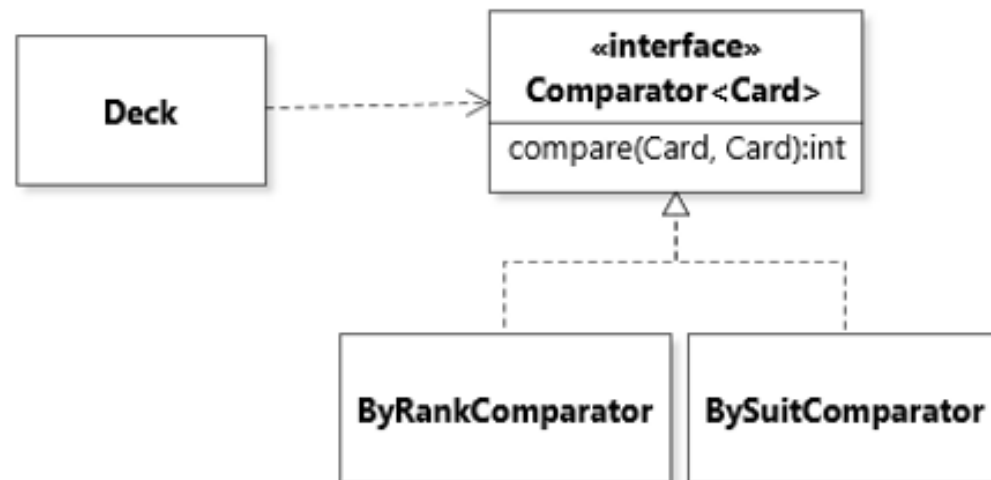 Deck
«interface»
Comparator<Card>
compare(Card, Card):int
ByRankComparator
BySuitComparator